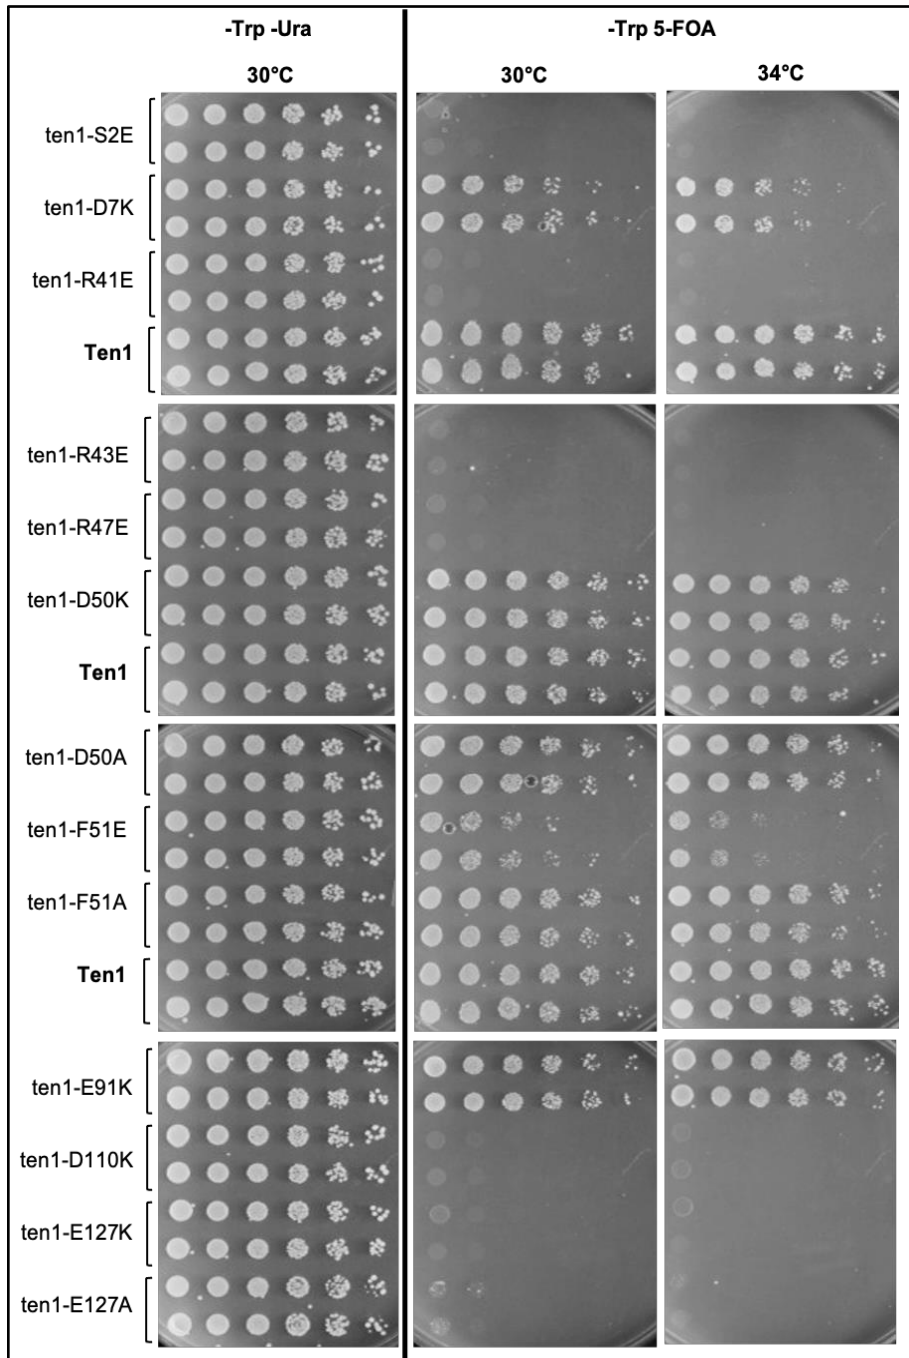 -Trp -Ura -Trp 5-FOA
30°C 30°C 34°C
ten1-S2E
ten1-D7K
ten1-R41E
Ten1
ten1-R43E
ten1-R47E
ten1-D50K
Ten1
ten1-D50A
ten1-F51E
ten1-F51A
Ten1
ten1-E91K
ten1-D110K
ten1-E127K
ten1-E127A